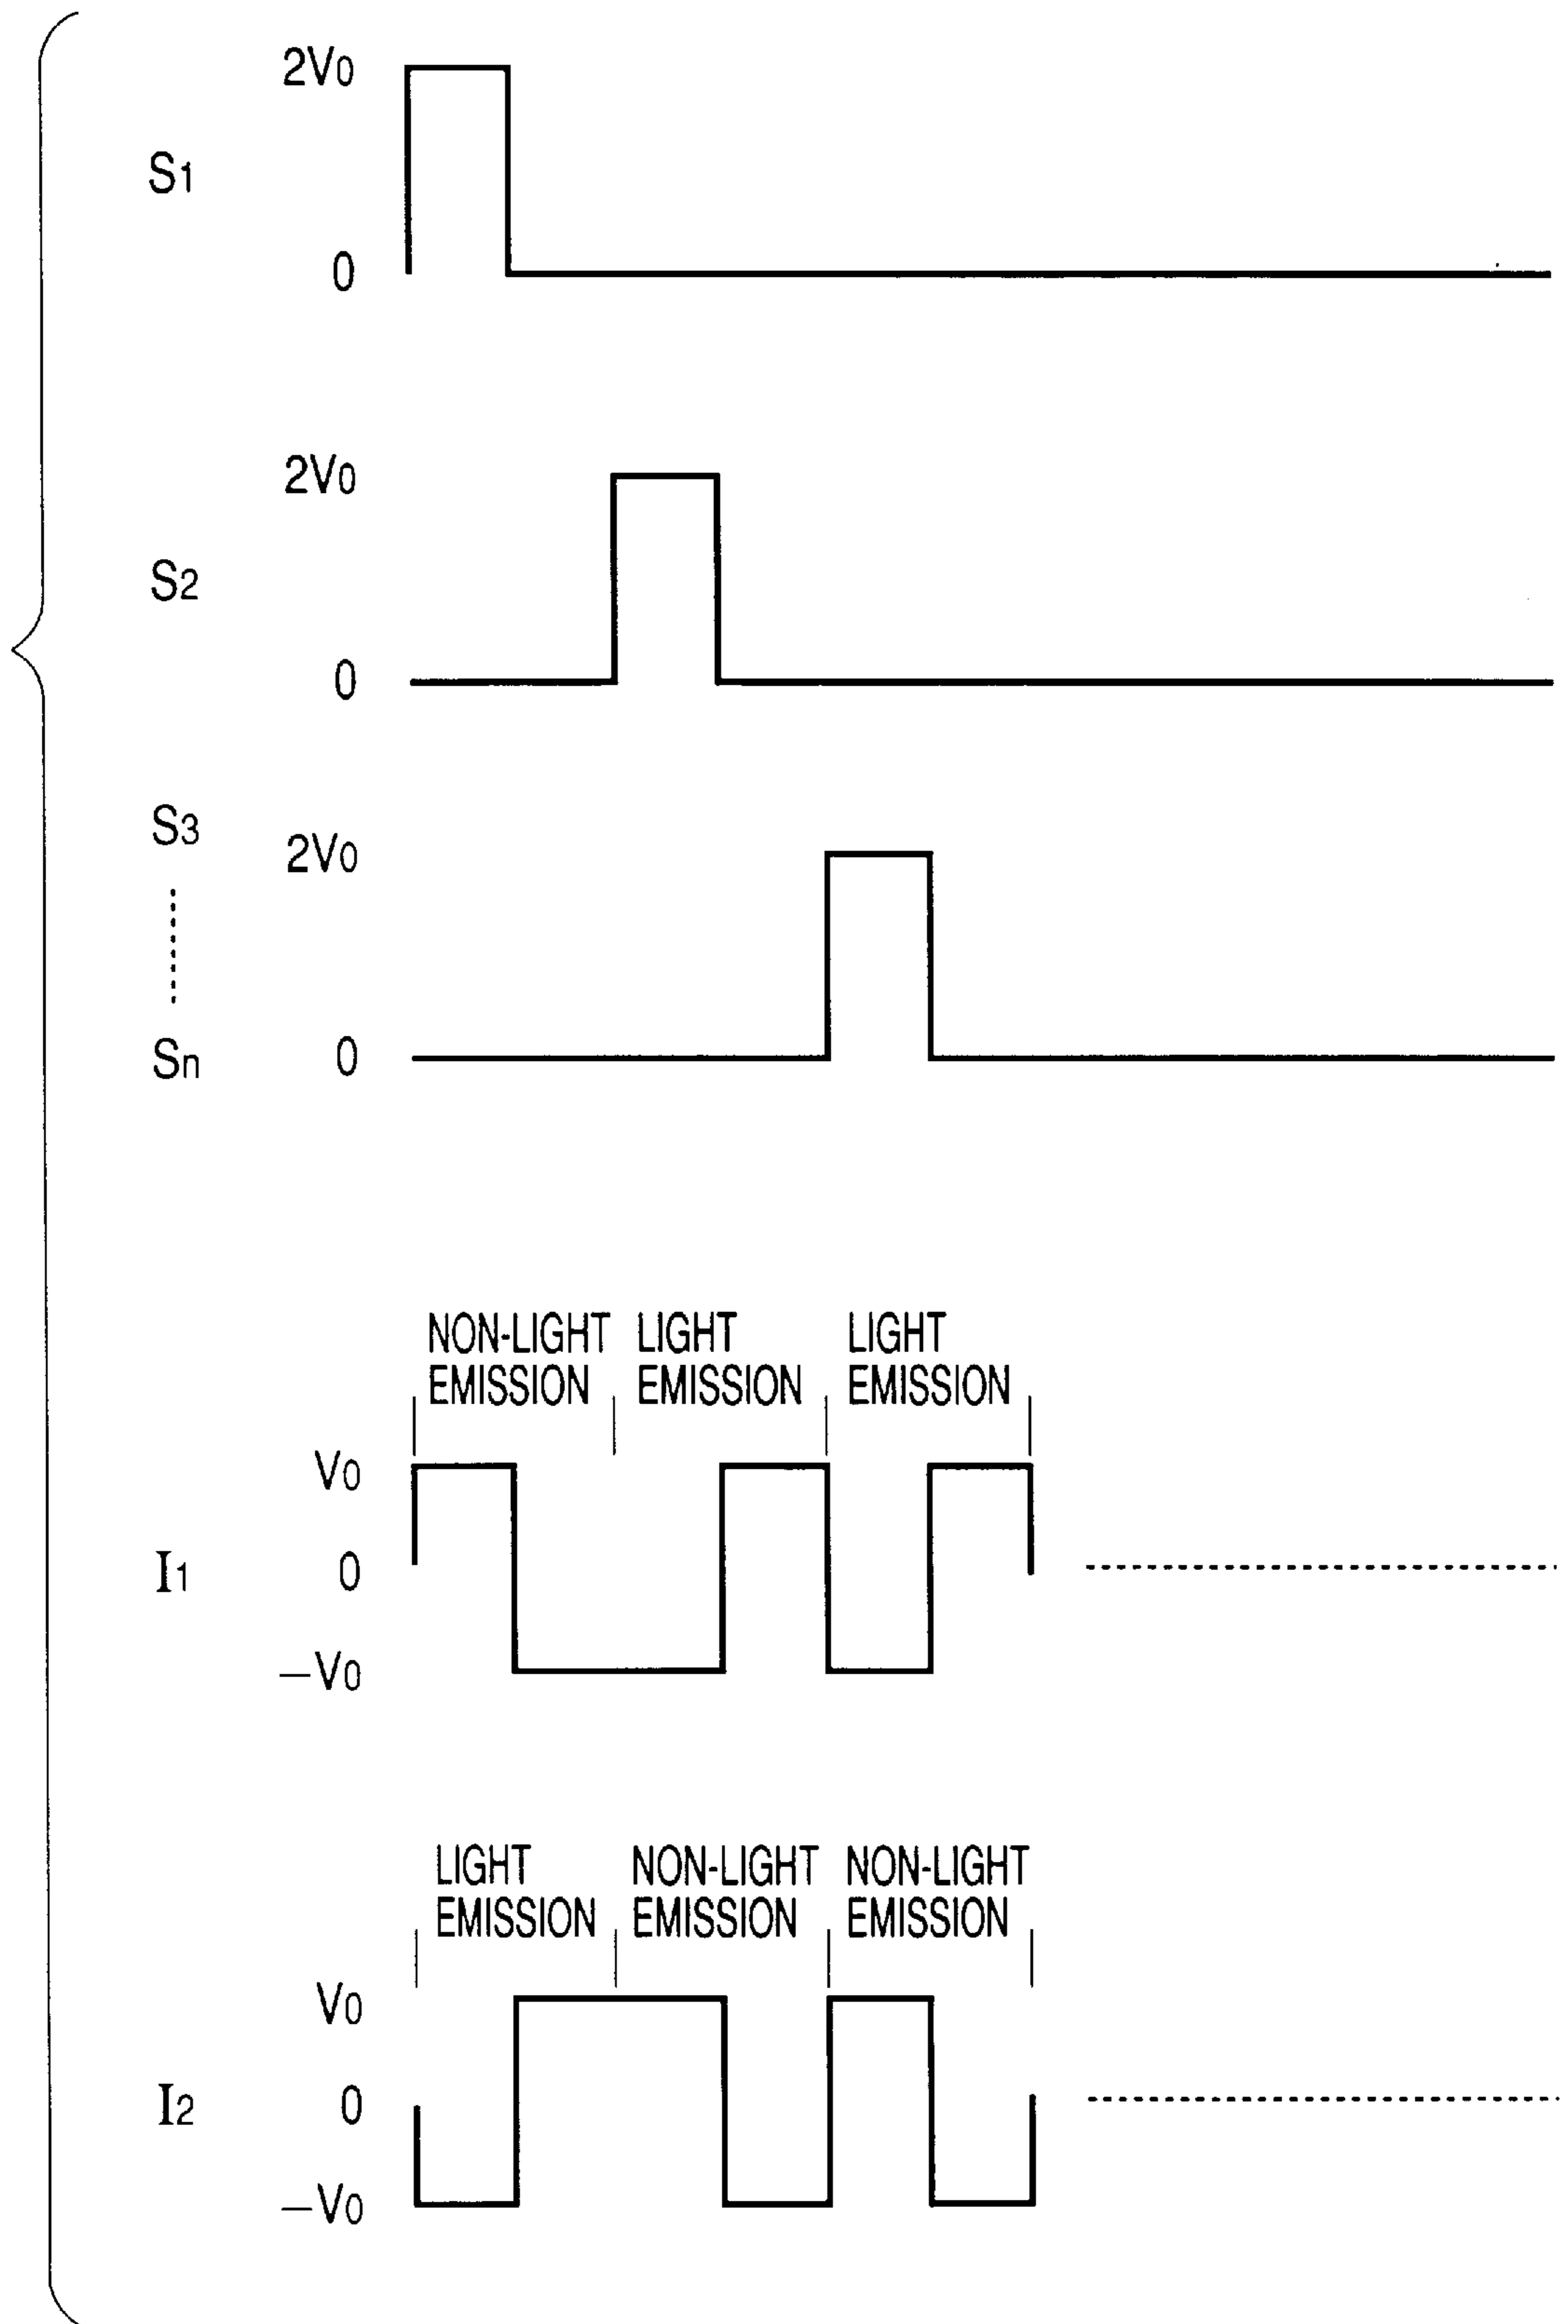 2V0
S1
0
2V0
S2
0
S3
2V0
Sn
0
NON-LIGHT EMISSION
LIGHT EMISSION
LIGHT EMISSION
V0
I1
0
−V0
LIGHT EMISSION
NON-LIGHT EMISSION
NON-LIGHT EMISSION
V0
I2
0
−V0